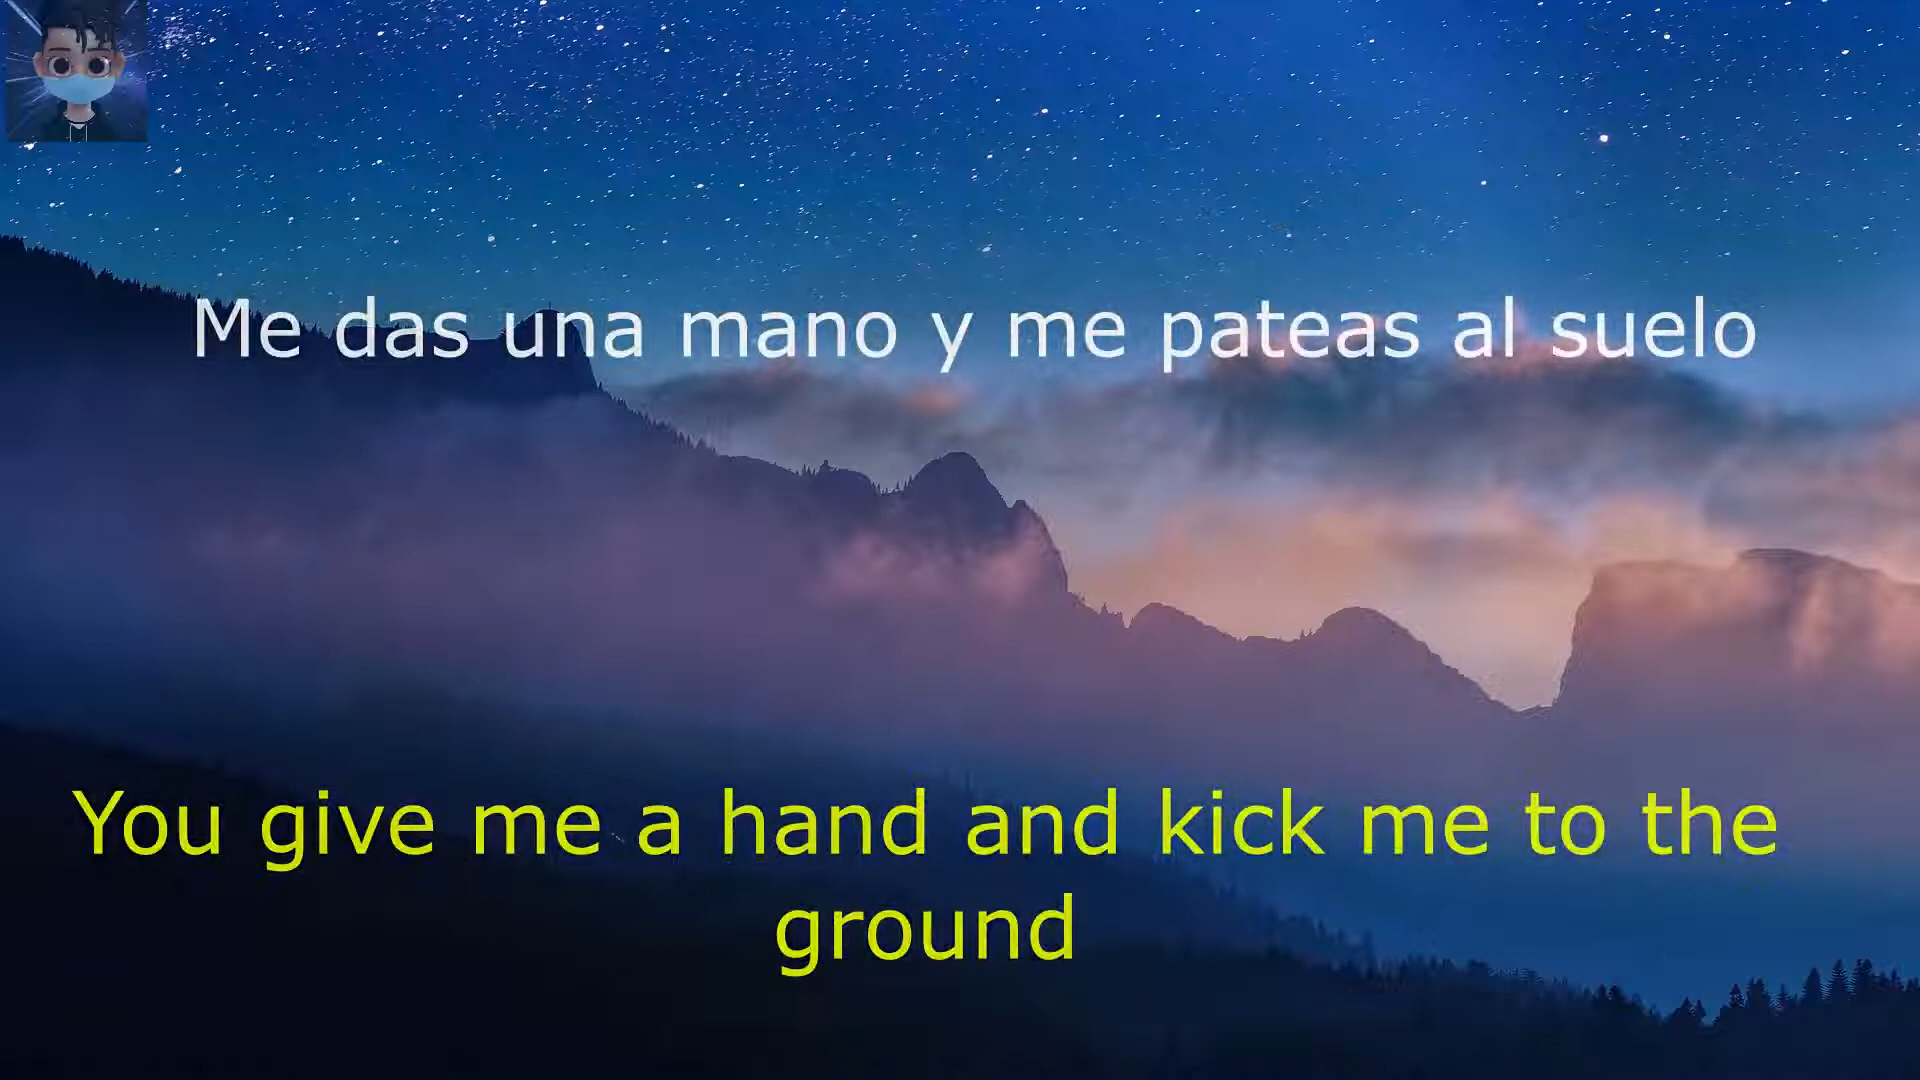 Me das una mano y me pateas al suelo
You give me a hand and kick me to the
ground